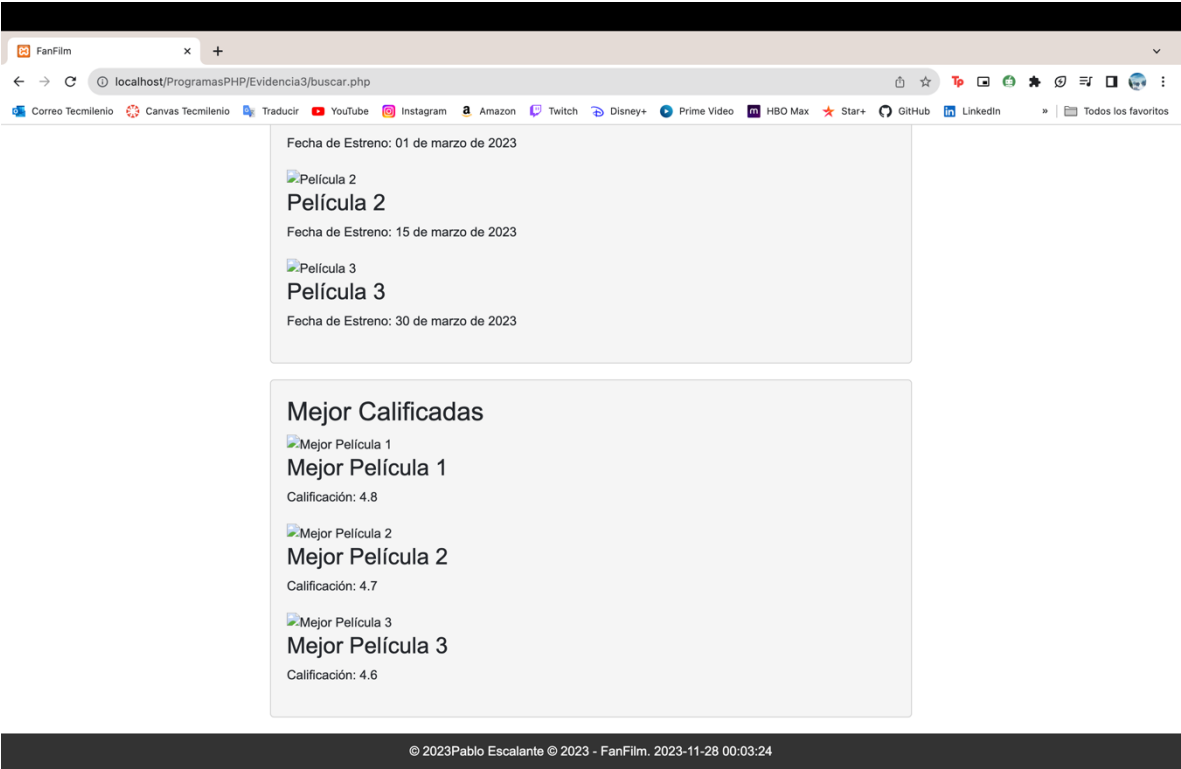 FanFilm
localhost/ProgramasPHP/Evidencia3/buscar.php
Correo Tecmilenio Canvas Tecmilenio Traducir YouTube Instagram Amazon Twitch Disney+ Prime Video HBO Max Star+ GitHub LinkedIn » Todos los favoritos
Fecha de Estreno: 01 de marzo de 2023
Película 2
Película 2
Fecha de Estreno: 15 de marzo de 2023
Película 3
Película 3
Fecha de Estreno: 30 de marzo de 2023
Mejor Calificadas
Mejor Película 1
Mejor Película 1
Calificación: 4.8
Mejor Película 2
Mejor Película 2
Calificación: 4.7
Mejor Película 3
Mejor Película 3
Calificación: 4.6
© 2023Pablo Escalante © 2023 - FanFilm. 2023-11-28 00:03:24